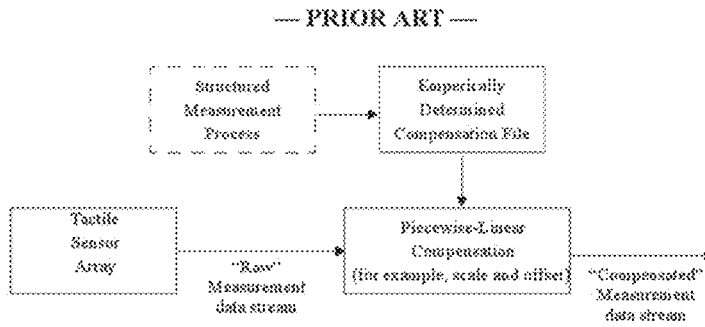 — PRIOR ART —
Structured
Measurement
Process
Emperically
Determined
Compensation File
Tactile
Sensor
Array
"Raw"
Measurement
data stream
Piecewise-Linear
Compensation
(for example, scale and offset)
"Compensated"
Measurement
data stream